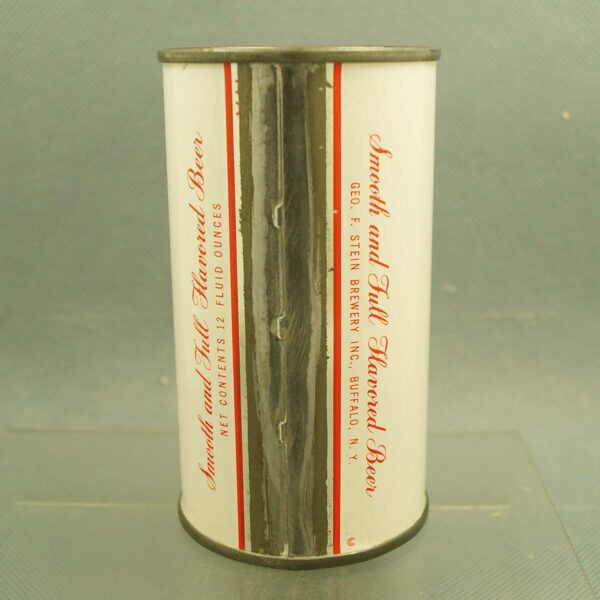 Smooth and Full Flavored Beer
NET CONTENTS 12 FLUID OUNCES
Smooth and Full Flavored Beer
GEO. F. STEIN BREWERY INC., BUFFALO, N. Y.